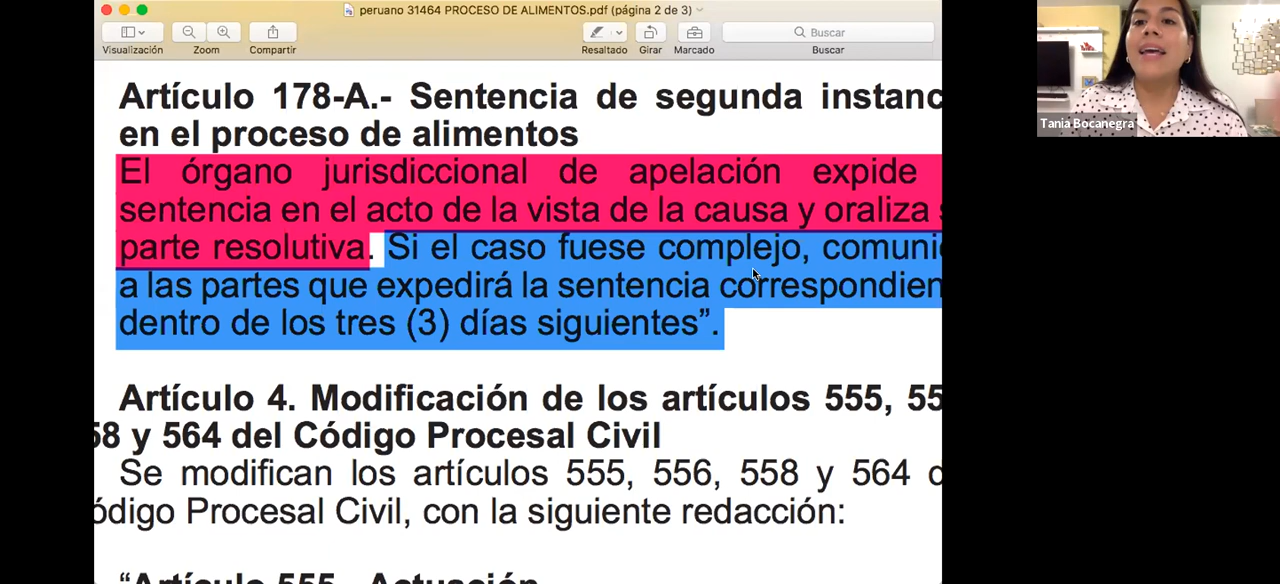 peruano 31464 PROCESO DE ALIMENTOS.pdf (página 2 de 3)
Buscar
Visualización Zoom Compartir Resaltado Girar Marcado Buscar
Artículo 178-A.- Sentencia de segunda instanc
en el proceso de alimentos
El órgano jurisdiccional de apelación expide
sentencia en el acto de la vista de la causa y oraliza s
parte resolutiva. Si el caso fuese complejo, comuni
a las partes que expedirá la sentencia correspondien
dentro de los tres (3) días siguientes”.
Artículo 4. Modificación de los artículos 555, 55
58 y 564 del Código Procesal Civil
Se modifican los artículos 555, 556, 558 y 564 d
ódigo Procesal Civil, con la siguiente redacción:
“Artículo 555.- Actuación
Tania Bocanegra